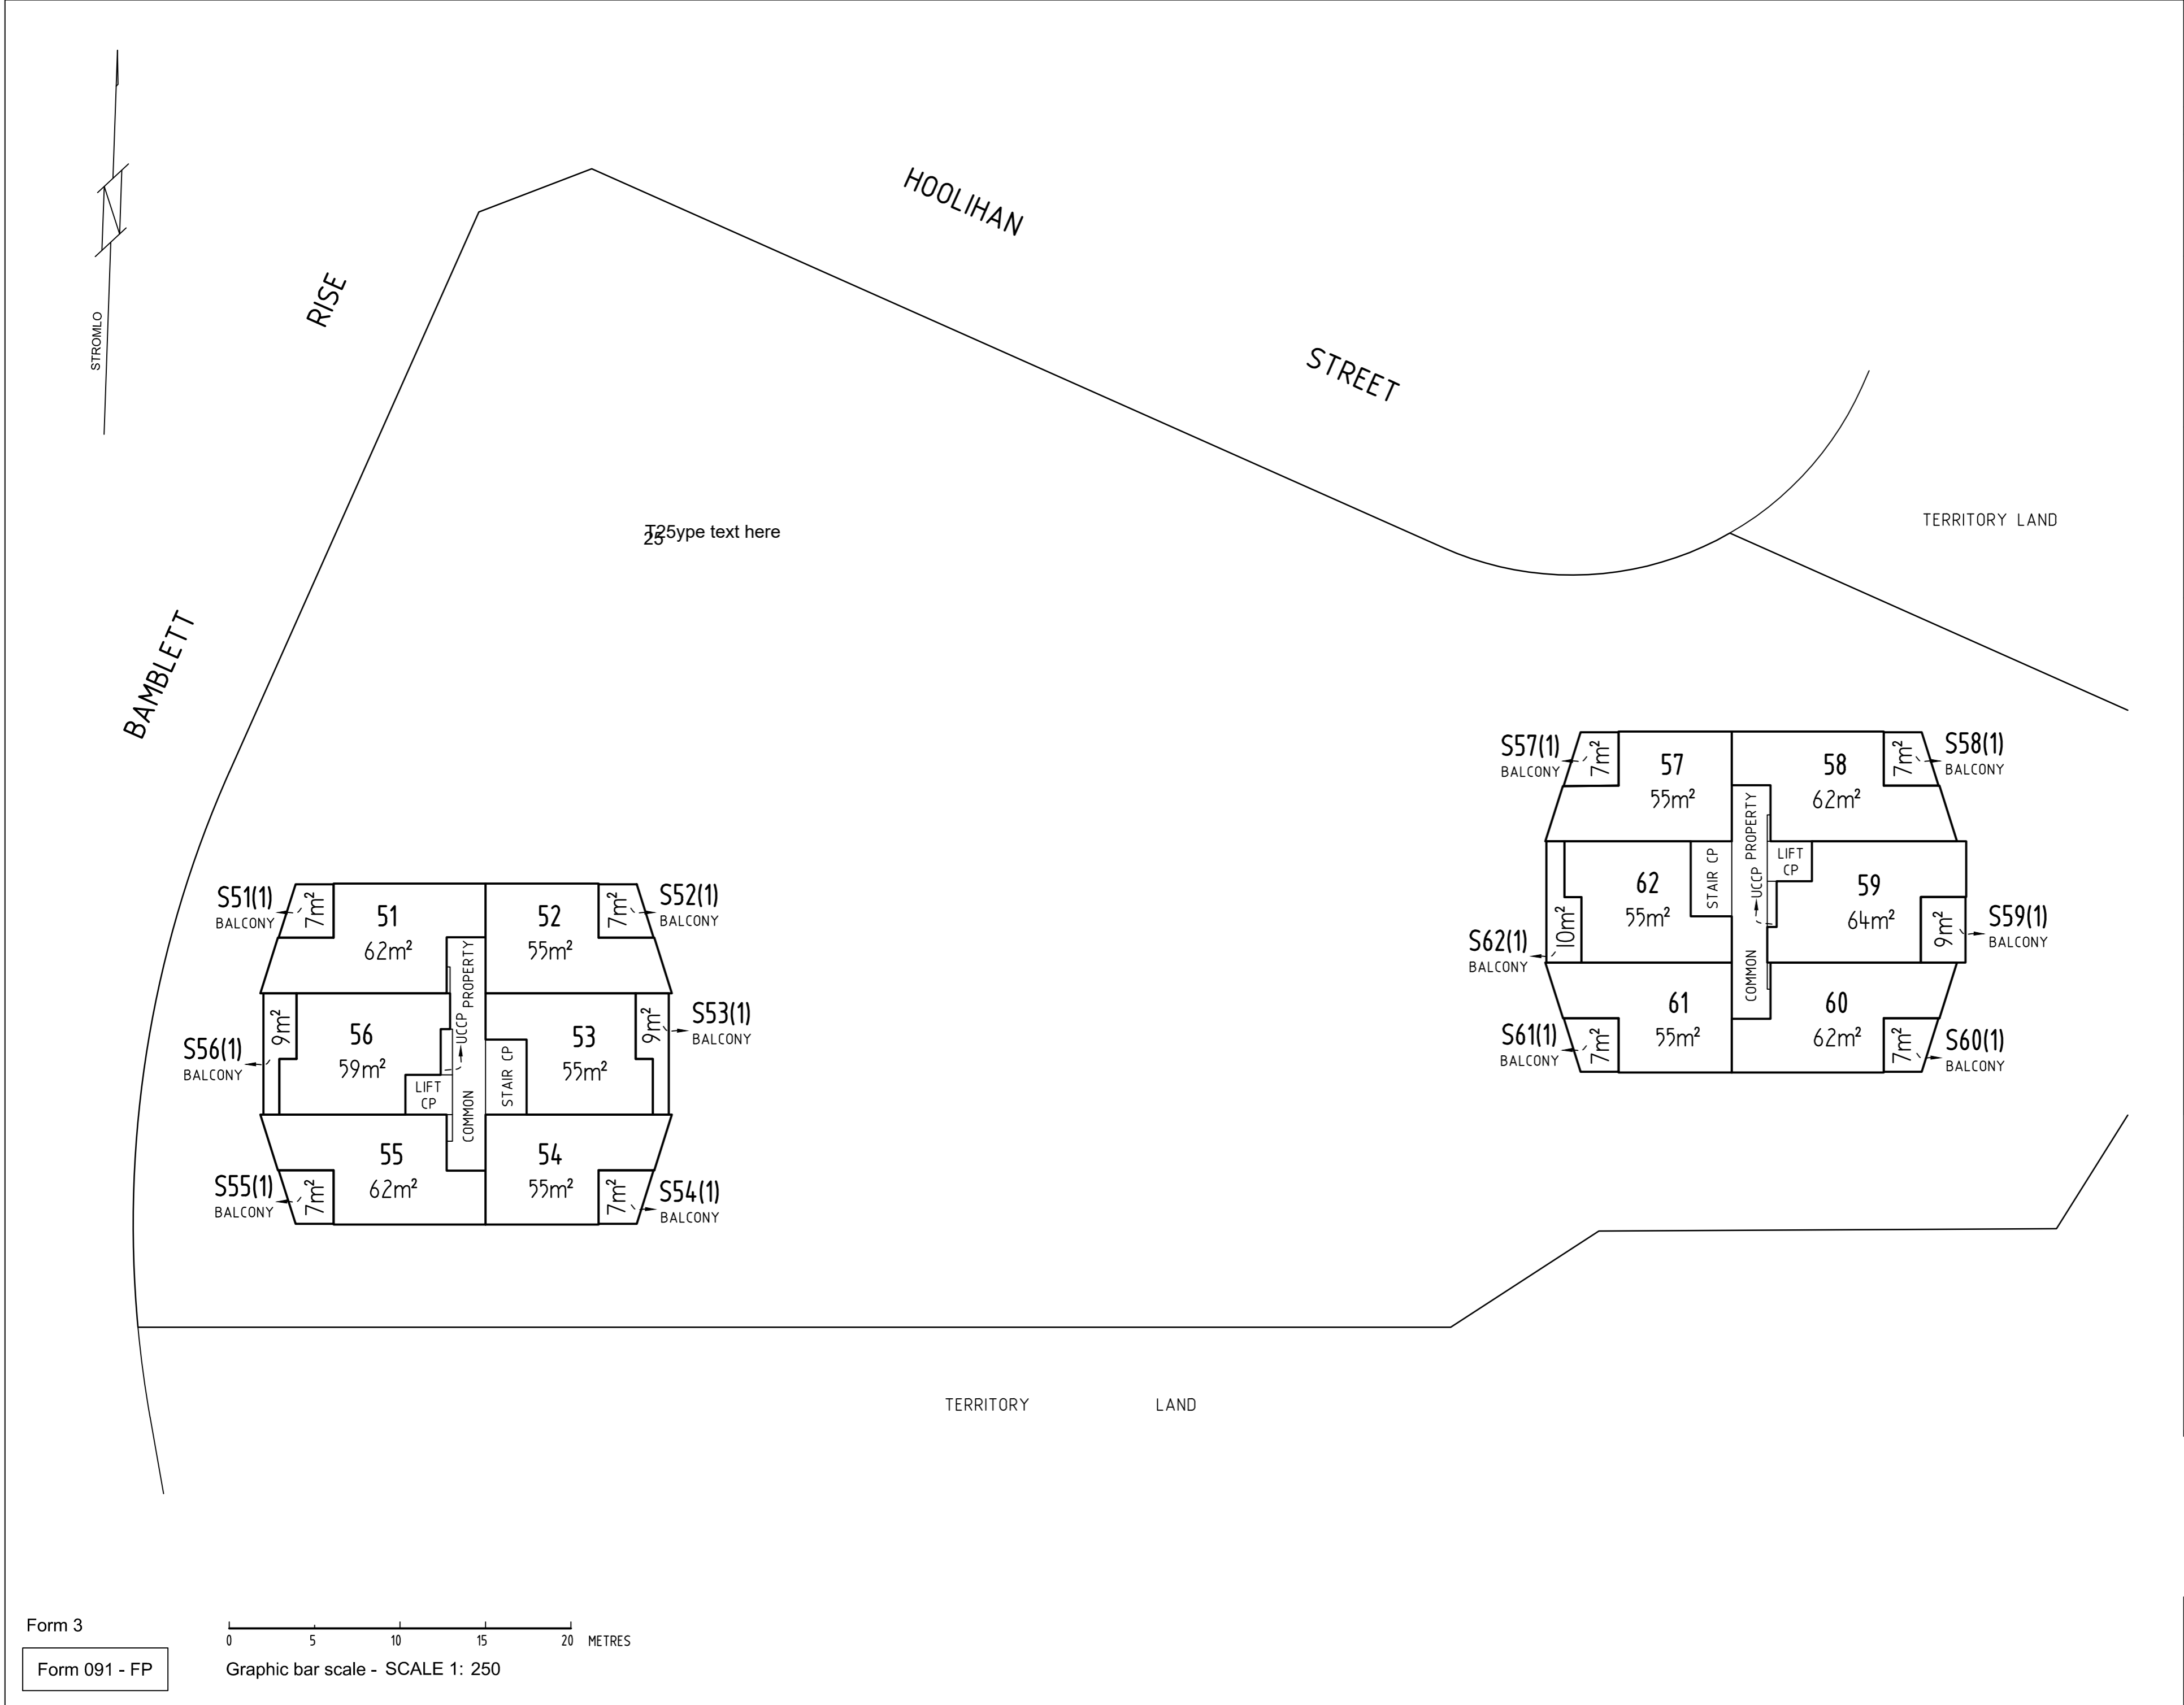 HOOLIHAN
STREET
RISE
BAMBLETT
STROMLO
T25ype text here
25
TERRITORY LAND
S57(1)
BALCONY
7m²
57
55m²
58
62m²
7m²
S58(1)
BALCONY
62
55m²
STAIR CP
COMMON UCCP PROPERTY
LIFT
CP
59
64m²
9m²
S59(1)
BALCONY
10m²
S62(1)
BALCONY
61
55m²
60
62m²
S61(1)
BALCONY
7m²
7m²
S60(1)
BALCONY
S51(1)
BALCONY
7m²
51
62m²
52
55m²
7m²
S52(1)
BALCONY
9m²
S56(1)
BALCONY
56
59m²
LIFT
CP
COMMON UCCP PROPERTY
STAIR CP
53
55m²
9m²
S53(1)
BALCONY
55
62m²
54
55m²
S55(1)
BALCONY
7m²
7m²
S54(1)
BALCONY
TERRITORY LAND
Form 3
Form 091 - FP
0 5 10 15 20 METRES
Graphic bar scale - SCALE 1: 250